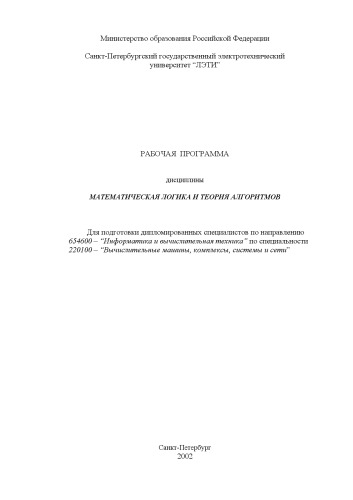 Министерство образования Российской Федерации
Санкт-Петербургский государственный электротехнический
университет “ЛЭТИ”
РАБОЧАЯ ПРОГРАММА
дисциплины
МАТЕМАТИЧЕСКАЯ ЛОГИКА И ТЕОРИЯ АЛГОРИТМОВ
Для подготовки дипломированных специалистов по направлению
654600 – “Информатика и вычислительная техника” по специальности
220100 – “Вычислительные машины, комплексы, системы и сети”
Санкт-Петербург
2002